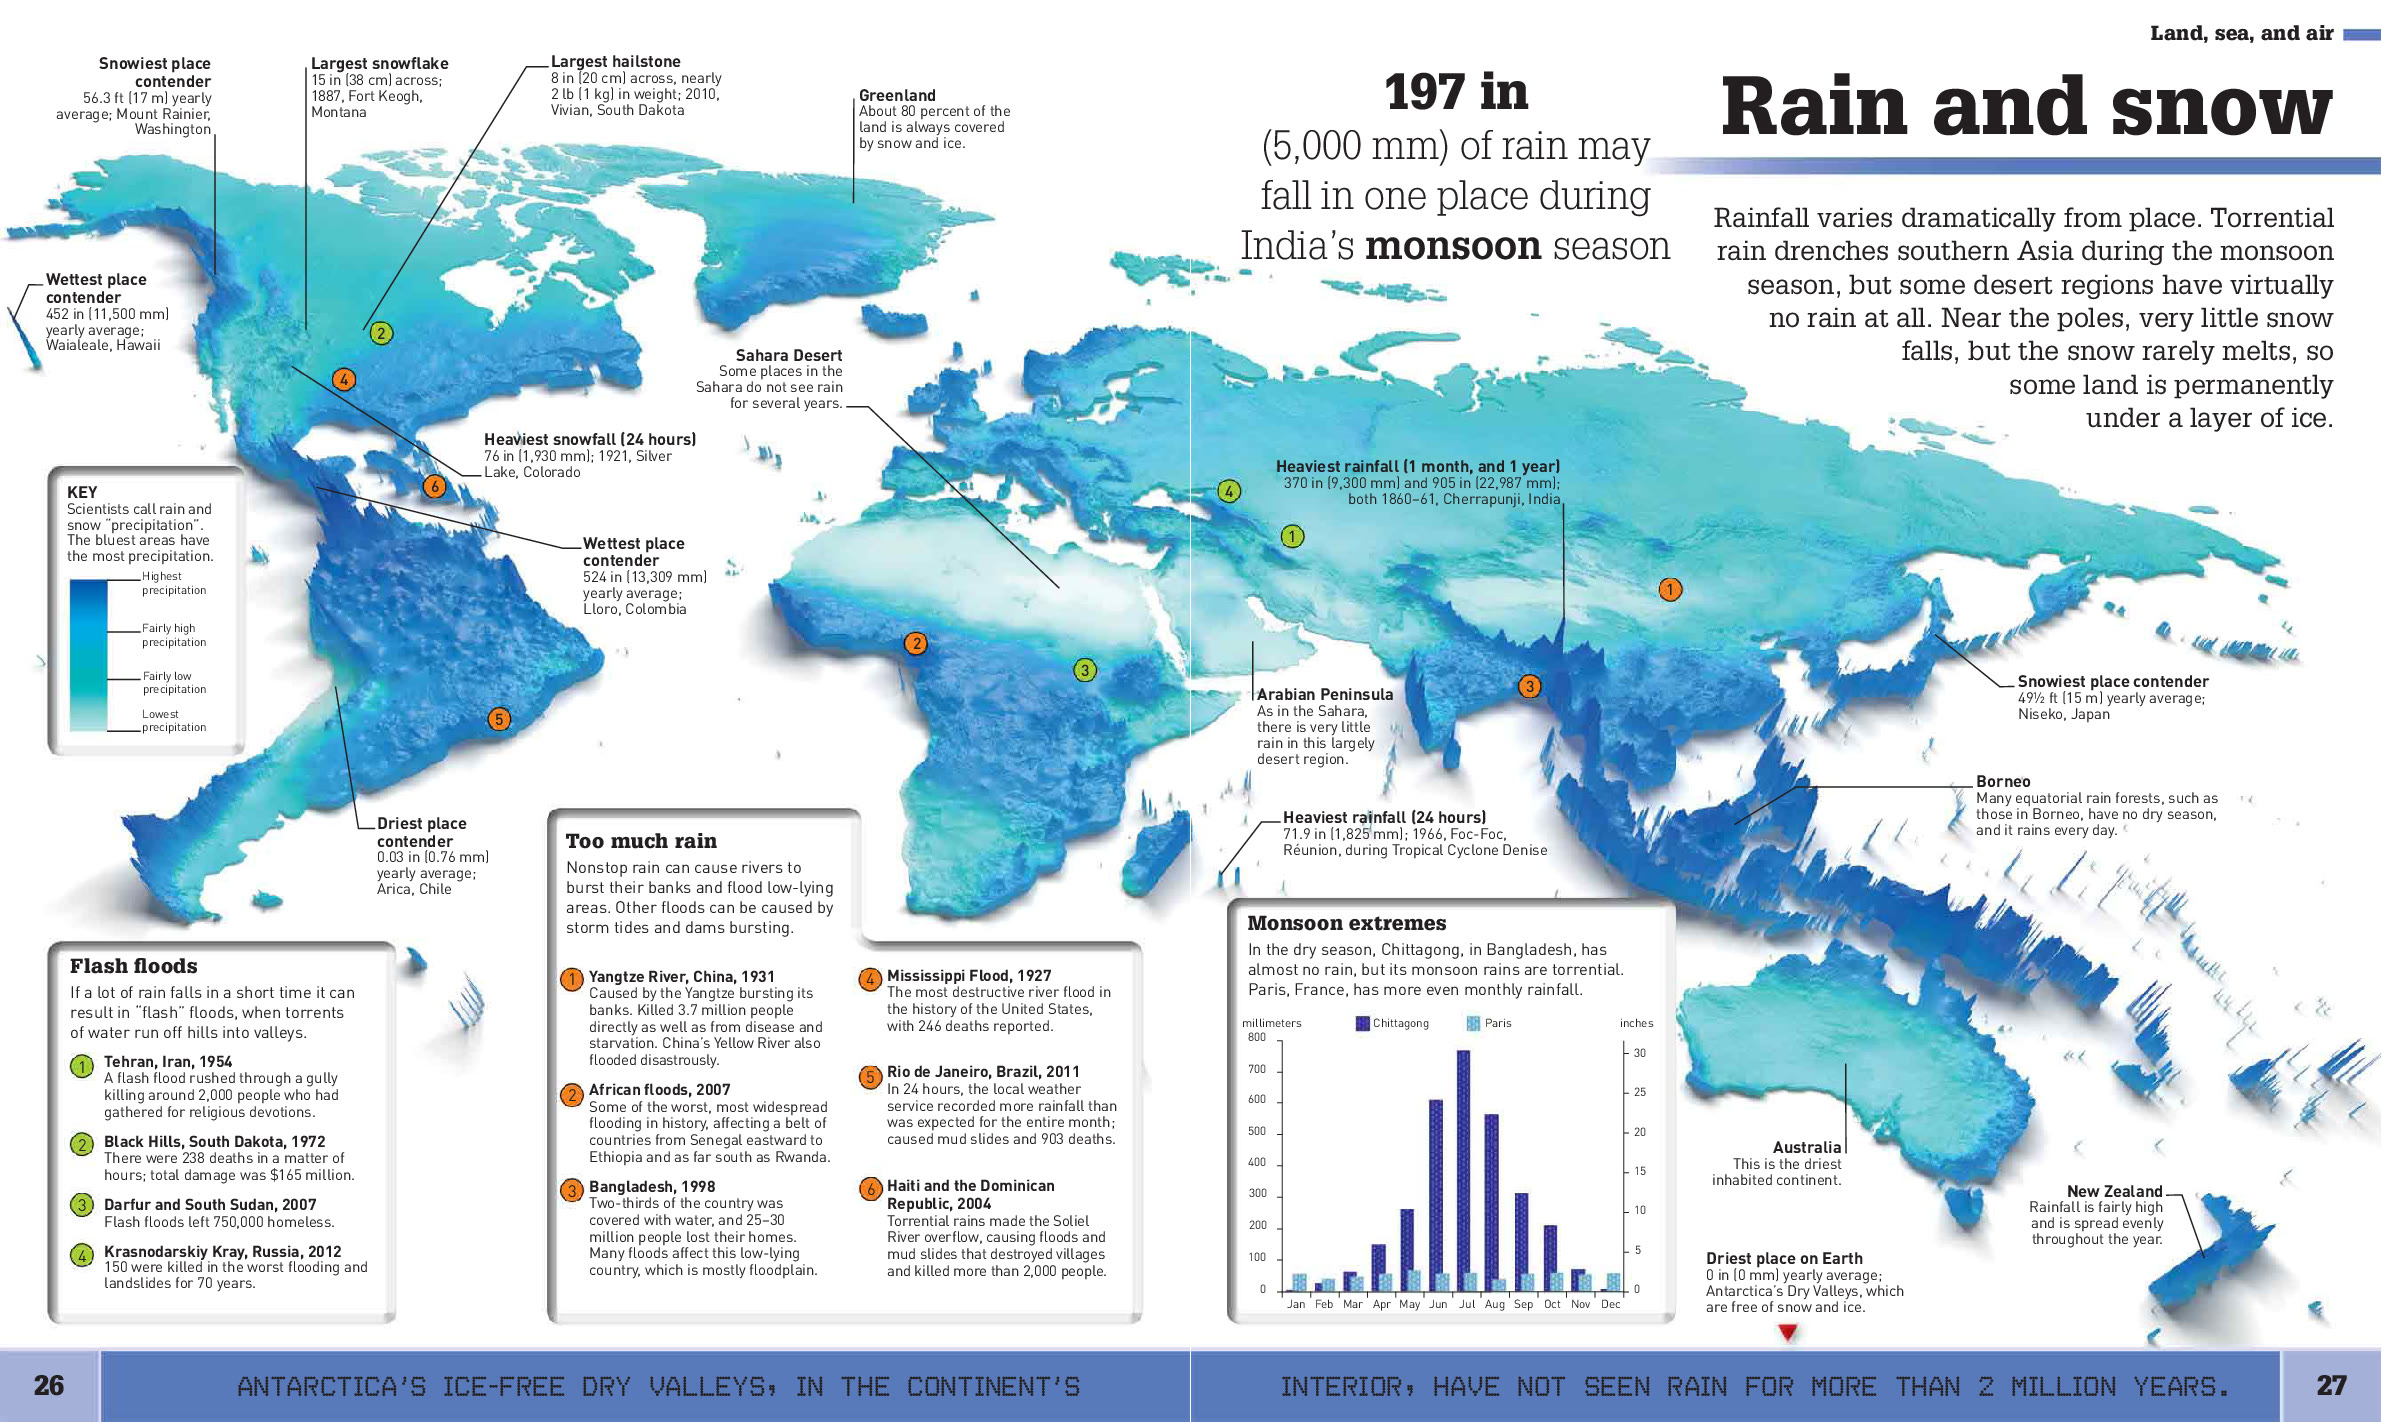 Land, sea, and air
Rain and snow
197 in
(5,000 mm) of rain may
fall in one place during
India's monsoon season
Rainfall varies dramatically from place. Torrential
rain drenches southern Asia during the monsoon
season, but some desert regions have virtually
no rain at all. Near the poles, very little snow
falls, but the snow rarely melts, so
some land is permanently
under a layer of ice.
Snowiest place
contender
56.3 ft (17 m) yearly
average; Mount Rainier,
Washington
Largest snowflake
15 in (38 cm) across;
1887, Fort Keogh,
Montana
Largest hailstone
8 in (20 cm) across, nearly
2 lb (1 kg) in weight; 2010,
Vivian, South Dakota
Greenland
About 80 percent of the
land is always covered
by snow and ice.
Wettest place
contender
452 in (11,500 mm)
yearly average;
Waialeale, Hawaii
2
4
6
5
Sahara Desert
Some places in the
Sahara do not see rain
for several years.
Heaviest snowfall (24 hours)
76 in (1,930 mm); 1921, Silver
Lake, Colorado
Heaviest rainfall (1 month, and 1 year)
370 in (9,300 mm) and 905 in (22,987 mm);
both 1860–61, Cherrapunji, India
4
1
1
2
3
3
KEY
Scientists call rain and
snow "precipitation".
The bluest areas have
the most precipitation.
Highest
precipitation
Fairly high
precipitation
Fairly low
precipitation
Lowest
precipitation
Wettest place
contender
524 in (13,309 mm)
yearly average;
Lloro, Colombia
Arabian Peninsula
As in the Sahara,
there is very little
rain in this largely
desert region.
Snowiest place contender
49½ ft (15 m) yearly average;
Niseko, Japan
Borneo
Many equatorial rain forests, such as
those in Borneo, have no dry season,
and it rains every day.
Driest place
contender
0.03 in (0.76 mm)
yearly average;
Arica, Chile
Heaviest rainfall (24 hours)
71.9 in (1,825 mm); 1966, Foc-Foc,
Réunion, during Tropical Cyclone Denise
Flash floods
If a lot of rain falls in a short time it can
result in "flash" floods, when torrents
of water run off hills into valleys.
1 Tehran, Iran, 1954
A flash flood rushed through a gully
killing around 2,000 people who had
gathered for religious devotions.
2 Black Hills, South Dakota, 1972
There were 238 deaths in a matter of
hours; total damage was $165 million.
3 Darfur and South Sudan, 2007
Flash floods left 750,000 homeless.
4 Krasnodarskiy Kray, Russia, 2012
150 were killed in the worst flooding and
landslides for 70 years.
Too much rain
Nonstop rain can cause rivers to
burst their banks and flood low-lying
areas. Other floods can be caused by
storm tides and dams bursting.
1 Yangtze River, China, 1931
Caused by the Yangtze bursting its
banks. Killed 3.7 million people
directly as well as from disease and
starvation. China's Yellow River also
flooded disastrously.
2 African floods, 2007
Some of the worst, most widespread
flooding in history, affecting a belt of
countries from Senegal eastward to
Ethiopia and as far south as Rwanda.
3 Bangladesh, 1998
Two-thirds of the country was
covered with water, and 25–30
million people lost their homes.
Many floods affect this low-lying
country, which is mostly floodplain.
4 Mississippi Flood, 1927
The most destructive river flood in
the history of the United States,
with 246 deaths reported.
5 Rio de Janeiro, Brazil, 2011
In 24 hours, the local weather
service recorded more rainfall than
was expected for the entire month;
caused mud slides and 903 deaths.
6 Haiti and the Dominican
Republic, 2004
Torrential rains made the Soliel
River overflow, causing floods and
mud slides that destroyed villages
and killed more than 2,000 people.
Monsoon extremes
In the dry season, Chittagong, in Bangladesh, has
almost no rain, but its monsoon rains are torrential.
Paris, France, has more even monthly rainfall.
millimeters Chittagong Paris inches
800
700
600
500
400
300
200
100
0
30
25
20
15
10
5
0
Jan Feb Mar Apr May Jun Jul Aug Sep Oct Nov Dec
Australia
This is the driest
inhabited continent.
New Zealand
Rainfall is fairly high
and is spread evenly
throughout the year.
Driest place on Earth
0 in (0 mm) yearly average;
Antarctica's Dry Valleys, which
are free of snow and ice.
26
ANTARCTICA'S ICE-FREE DRY VALLEYS, IN THE CONTINENT'S
INTERIOR, HAVE NOT SEEN RAIN FOR MORE THAN 2 MILLION YEARS.
27